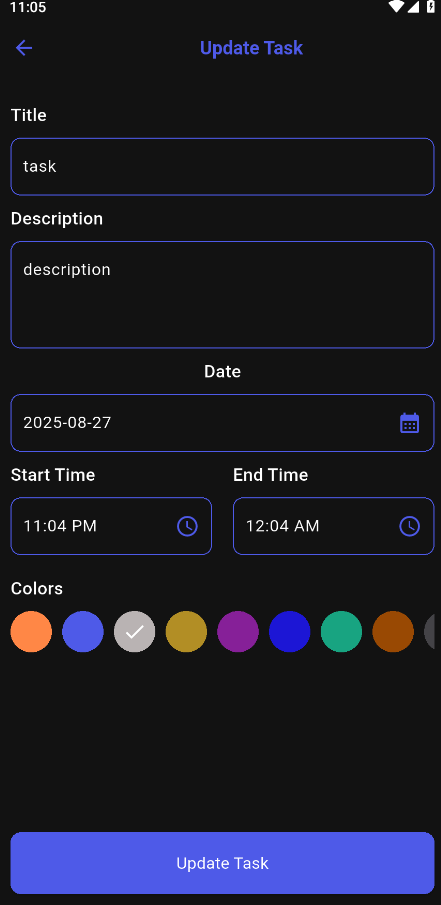 11:05
Update Task
Title
task
Description
description
Date
2025-08-27
Start Time
End Time
11:04 PM
12:04 AM
Colors
Update Task